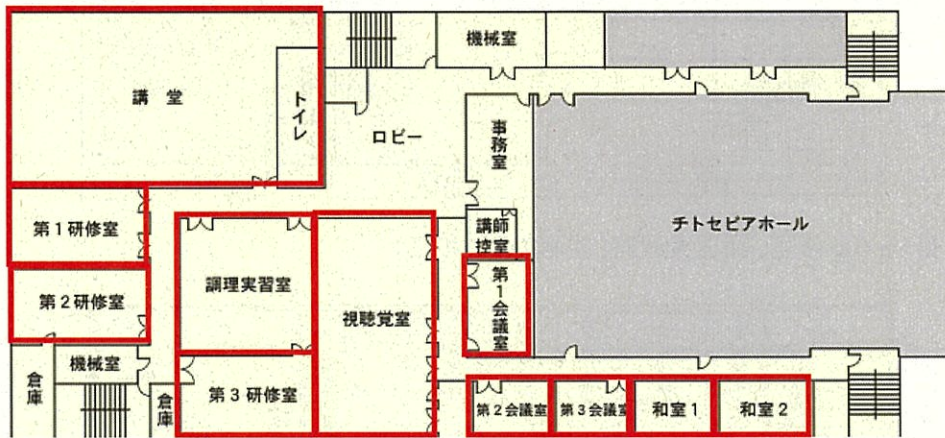 機械室
講堂
トイレ
ロビー
事務室
第1研修室
講師
控室
チトセピアホール
第2研修室
調理実習室
視聴覚室
第1会議室
機械室
倉庫
倉庫
第3研修室
第2会議室
第3会議室
和室1
和室2